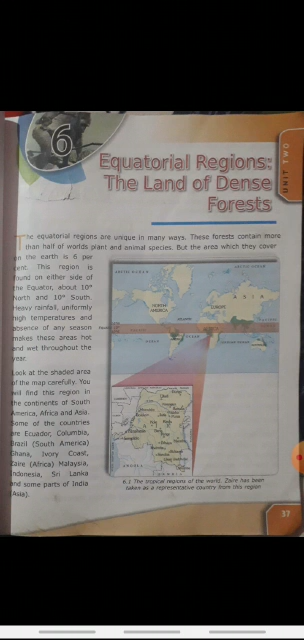 6
UNIT TWO
Equatorial Regions:
The Land of Dense
Forests
The equatorial regions are unique in many ways. These forests contain more
than half of worlds plant and animal species. But the area which they cover
on the earth is 6 per
cent. This region is
found on either side of
the Equator, about 10°
North and 10° South.
Heavy rainfall, uniformly
high temperatures and
absence of any season
makes these areas hot
and wet throughout the
year.
Look at the shaded area
of the map carefully. You
will find this region in
the continents of South
America, Africa and Asia.
Some of the countries
are Ecuador, Columbia,
Brazil (South America)
Ghana, Ivory Coast,
Zaire (Africa) Malaysia,
Indonesia, Sri Lanka
and some parts of India
(Asia).
ARCTIC OCEAN
ARCTIC OCEAN
NORTH
AMERICA
EUROPE
ASIA
ANGOLA
ZAMBIA
6.1 The tropical regions of the world. Zaire has been
taken as a representative country from this region
37